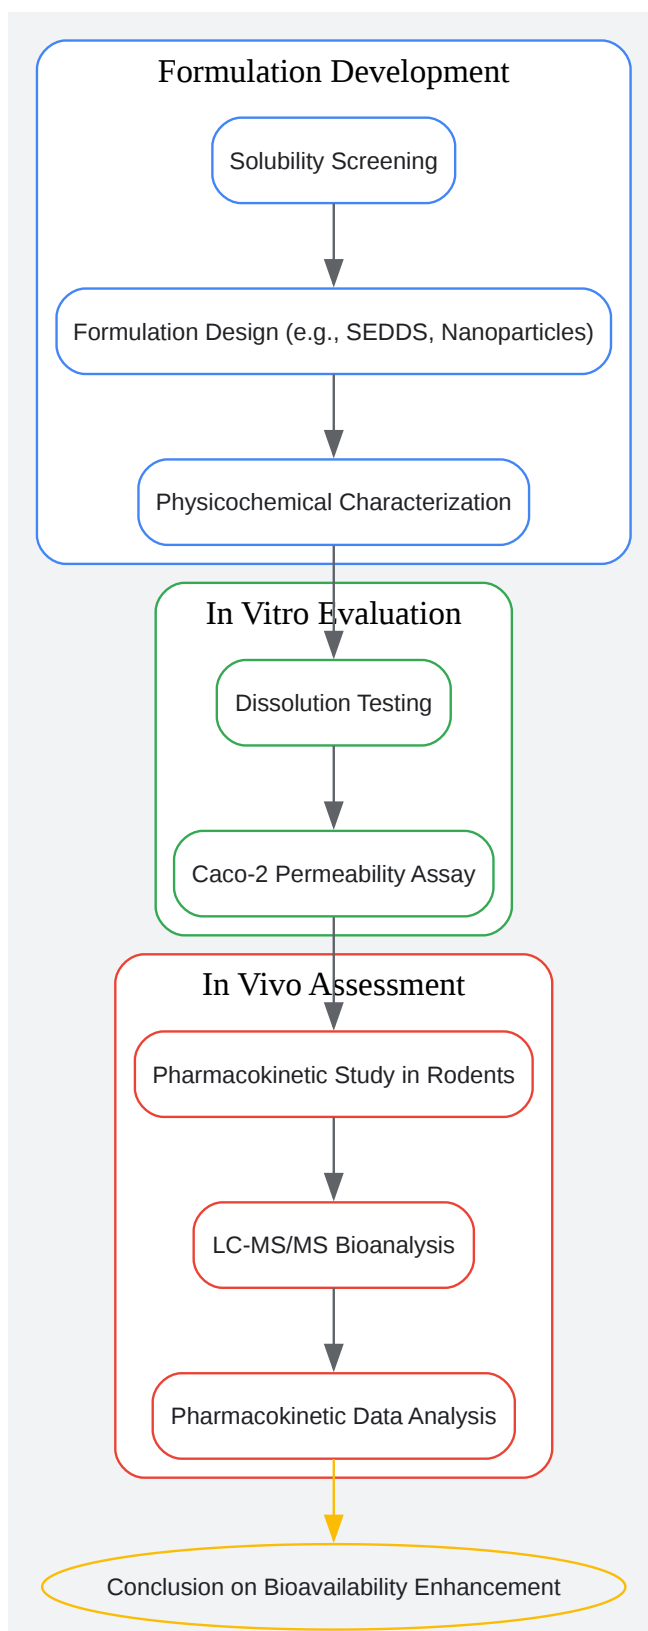 Formulation Development
Solubility Screening
Formulation Design (e.g., SEDDS, Nanoparticles)
Physicochemical Characterization
In Vitro Evaluation
Dissolution Testing
Caco-2 Permeability Assay
In Vivo Assessment
Pharmacokinetic Study in Rodents
LC-MS/MS Bioanalysis
Pharmacokinetic Data Analysis
Conclusion on Bioavailability Enhancement